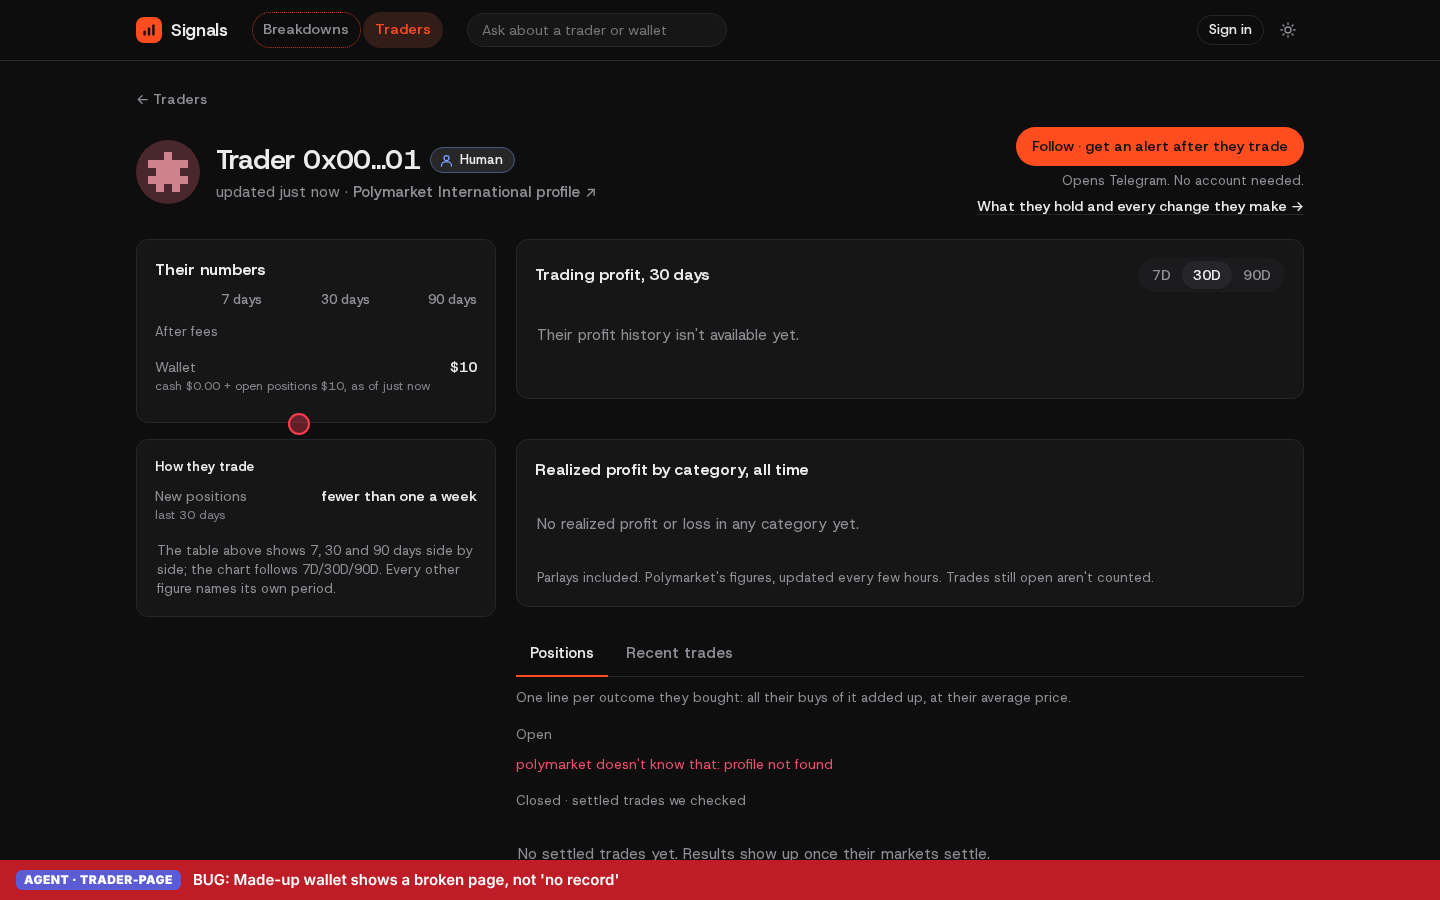 Signals
Breakdowns
Traders
Ask about a trader or wallet
Sign in
← Traders
Trader 0x00…01
Human
updated just now · Polymarket International profile ↗
Follow · get an alert after they trade
Opens Telegram. No account needed.
What they hold and every change they make →
Their numbers
7 days 30 days 90 days
After fees
Wallet $10
cash $0.00 + open positions $10, as of just now
Trading profit, 30 days
7D 30D 90D
Their profit history isn't available yet.
How they trade
New positions fewer than one a week
last 30 days
The table above shows 7, 30 and 90 days side by
side; the chart follows 7D/30D/90D. Every other
figure names its own period.
Realized profit by category, all time
No realized profit or loss in any category yet.
Parlays included. Polymarket's figures, updated every few hours. Trades still open aren't counted.
Positions Recent trades
One line per outcome they bought: all their buys of it added up, at their average price.
Open
polymarket doesn't know that: profile not found
Closed · settled trades we checked
No settled trades yet. Results show up once their markets settle.
AGENT · TRADER-PAGE BUG: Made-up wallet shows a broken page, not 'no record'